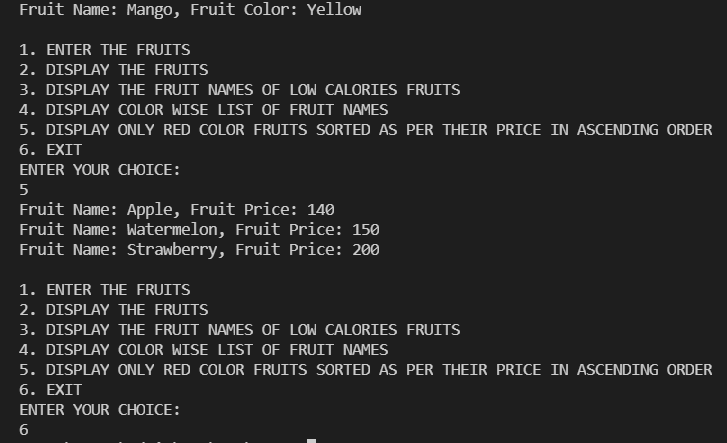 Fruit Name: Mango, Fruit Color: Yellow
1. ENTER THE FRUITS
2. DISPLAY THE FRUITS
3. DISPLAY THE FRUIT NAMES OF LOW CALORIES FRUITS
4. DISPLAY COLOR WISE LIST OF FRUIT NAMES
5. DISPLAY ONLY RED COLOR FRUITS SORTED AS PER THEIR PRICE IN ASCENDING ORDER
6. EXIT
ENTER YOUR CHOICE:
5
Fruit Name: Apple, Fruit Price: 140
Fruit Name: Watermelon, Fruit Price: 150
Fruit Name: Strawberry, Fruit Price: 200
1. ENTER THE FRUITS
2. DISPLAY THE FRUITS
3. DISPLAY THE FRUIT NAMES OF LOW CALORIES FRUITS
4. DISPLAY COLOR WISE LIST OF FRUIT NAMES
5. DISPLAY ONLY RED COLOR FRUITS SORTED AS PER THEIR PRICE IN ASCENDING ORDER
6. EXIT
ENTER YOUR CHOICE:
6